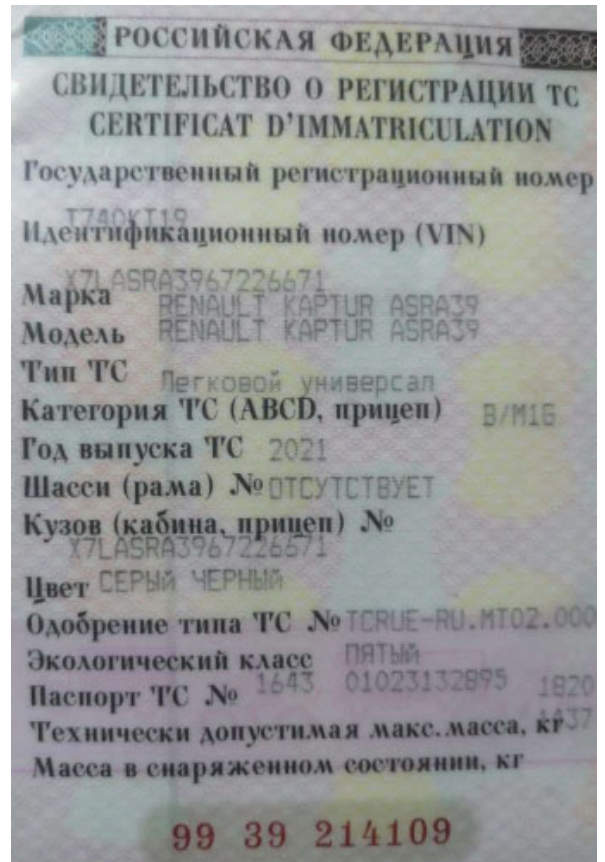 РОССИЙСКАЯ ФЕДЕРАЦИЯ
СВИДЕТЕЛЬСТВО О РЕГИСТРАЦИИ ТС
CERTIFICAT D'IMMATRICULATION
Государственный регистрационный номер
Т740КТ19
Идентификационный номер (VIN)
X7LASRA3967226671
Марка RENAULT KAPTUR ASRA39
Модель RENAULT KAPTUR ASRA39
Тип ТС Легковой универсал
Категория ТС (ABCD, прицеп) B/M1G
Год выпуска ТС 2021
Шасси (рама) № ОТСУТСТВУЕТ
Кузов (кабина, прицеп) №
X7LASRA3967226671
Цвет СЕРЫЙ ЧЕРНЫЙ
Одобрение типа ТС № ТСRUE-RU.МТ02.000
Экологический класс ПЯТЫЙ
Паспорт ТС № 1643 01023132895 1820
Технически допустимая макс. масса, кг
Масса в снаряженном состоянии, кг
99 39 214109